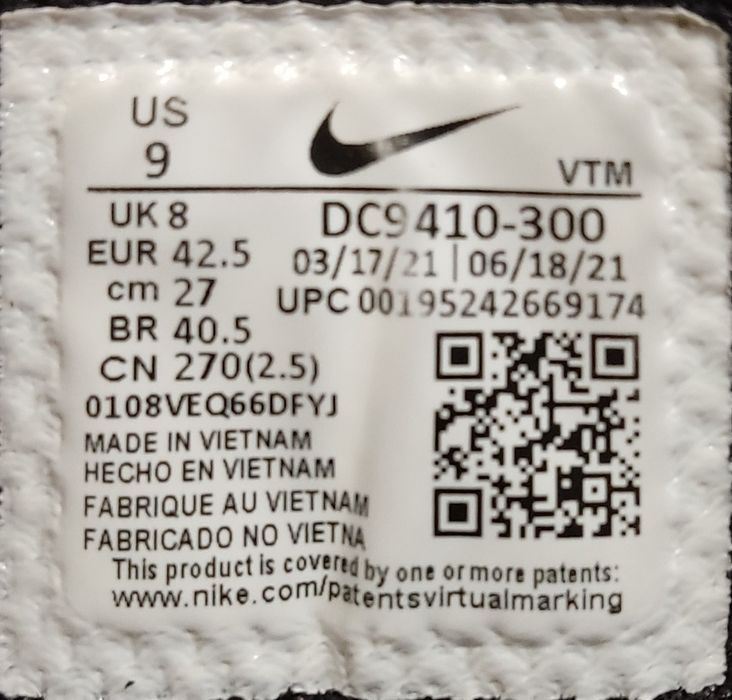 US
9
VTM
UK 8
EUR 42.5
cm 27
BR 40.5
CN 270(2.5)
DC9410-300
03/17/21 | 06/18/21
UPC 00195242669174
0108VEQ66DFYJ
MADE IN VIETNAM
HECHO EN VIETNAM
FABRIQUE AU VIETNAM
FABRICADO NO VIETNA
This product is covered by one or more patents:
www.nike.com/patentsvirtualmarking